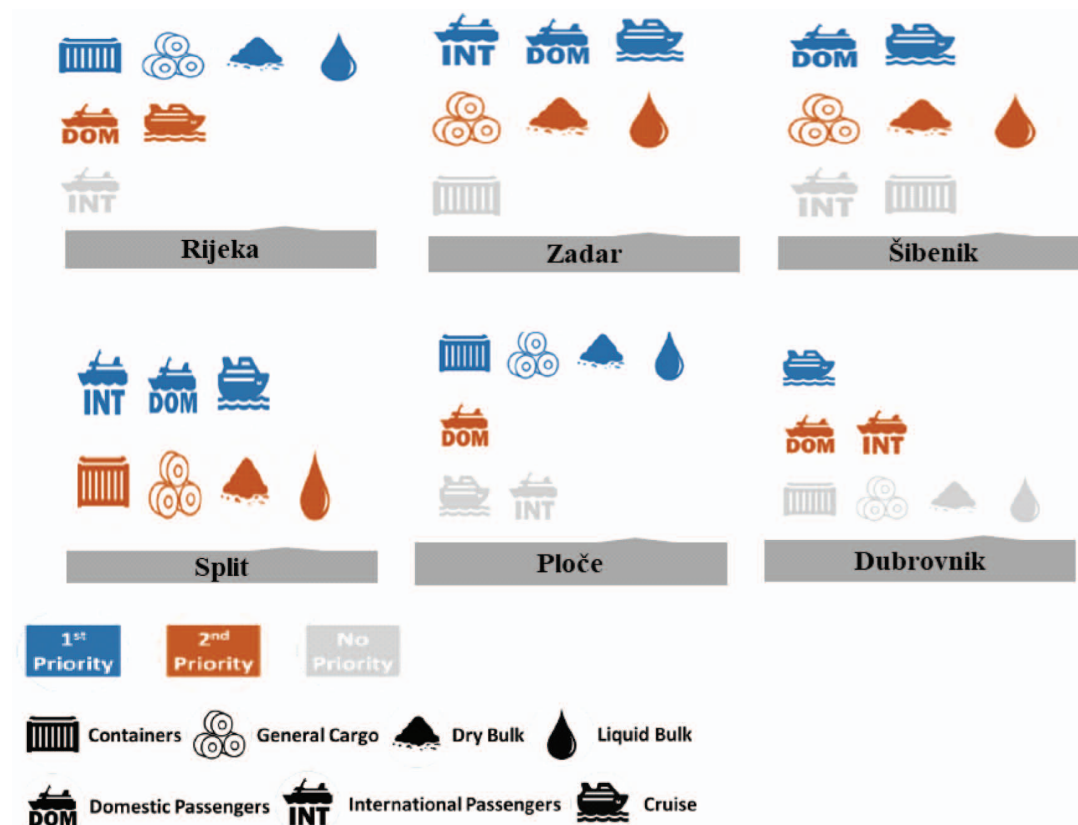 INT DOM
DOM
DOM
INT
INT
Rijeka Zadar Šibenik
INT DOM
DOM
DOM INT
INT
Split Ploče Dubrovnik
1st Priority
2nd Priority
No Priority
Containers General Cargo Dry Bulk Liquid Bulk
DOM Domestic Passengers INT International Passengers Cruise